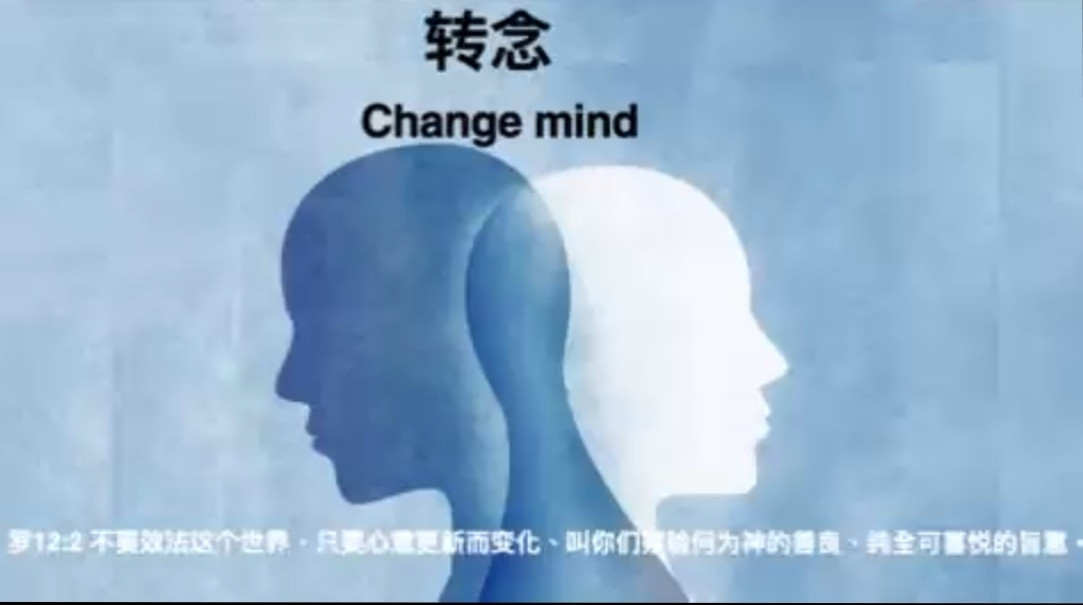 转念
Change mind
罗12:2 不要效法这个世界，只要心意更新而变化、叫你们察验何为神的善良、纯全可喜悦的旨意。